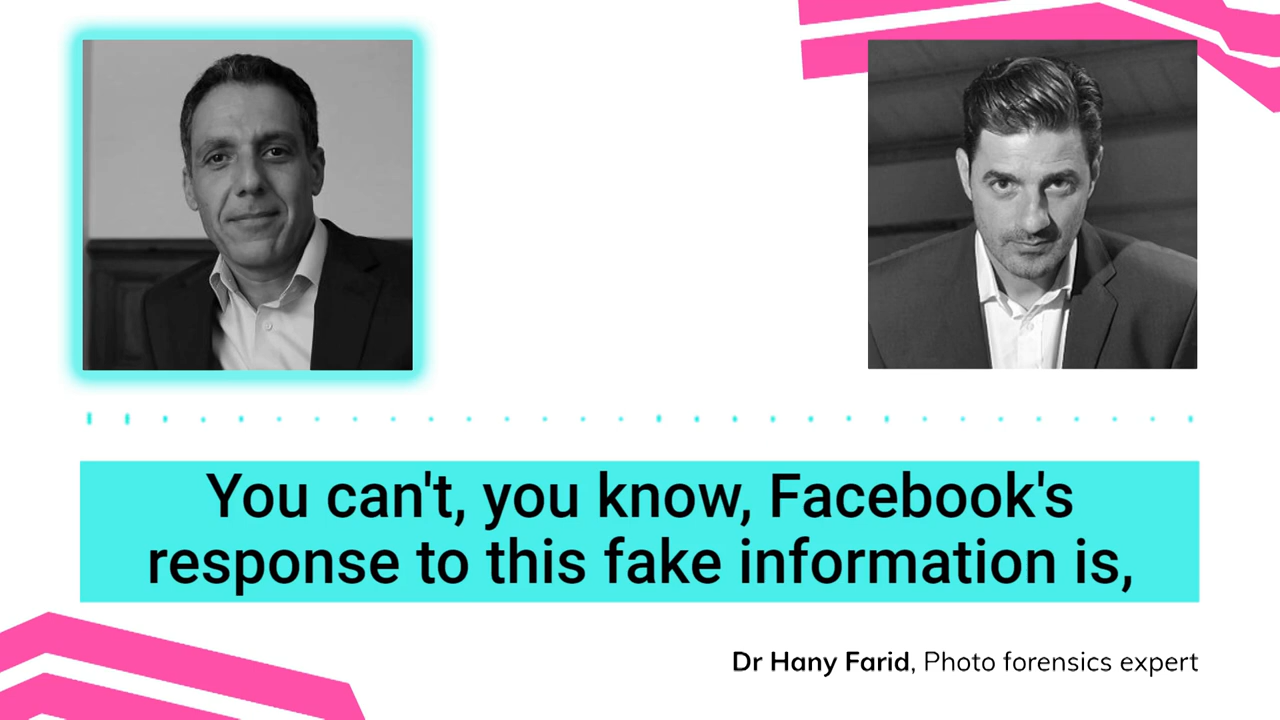 You can't, you know, Facebook's
response to this fake information is,
Dr Hany Farid, Photo forensics expert